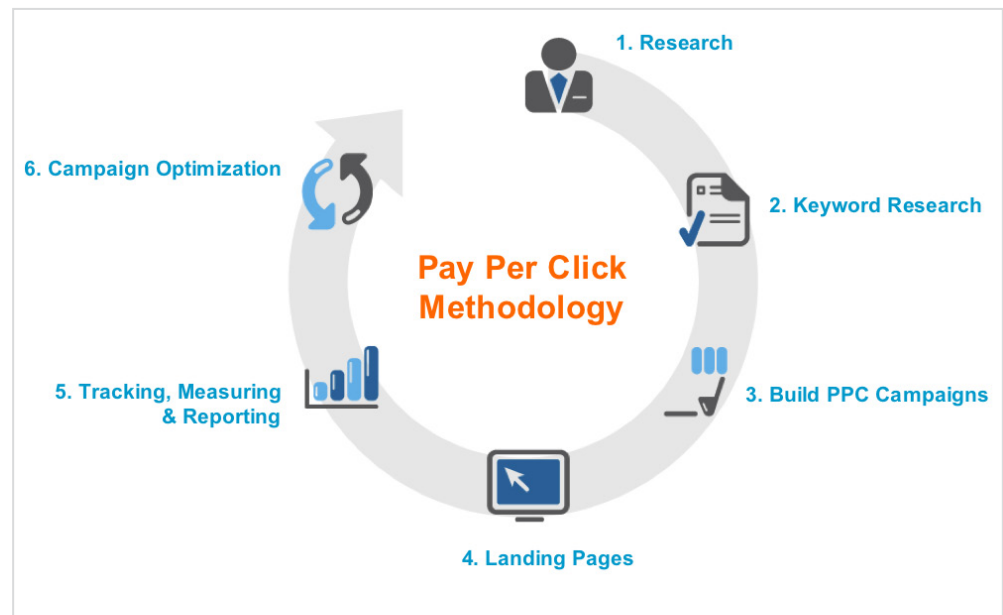 1. Research
2. Keyword Research
3. Build PPC Campaigns
4. Landing Pages
5. Tracking, Measuring
& Reporting
6. Campaign Optimization
Pay Per Click
Methodology